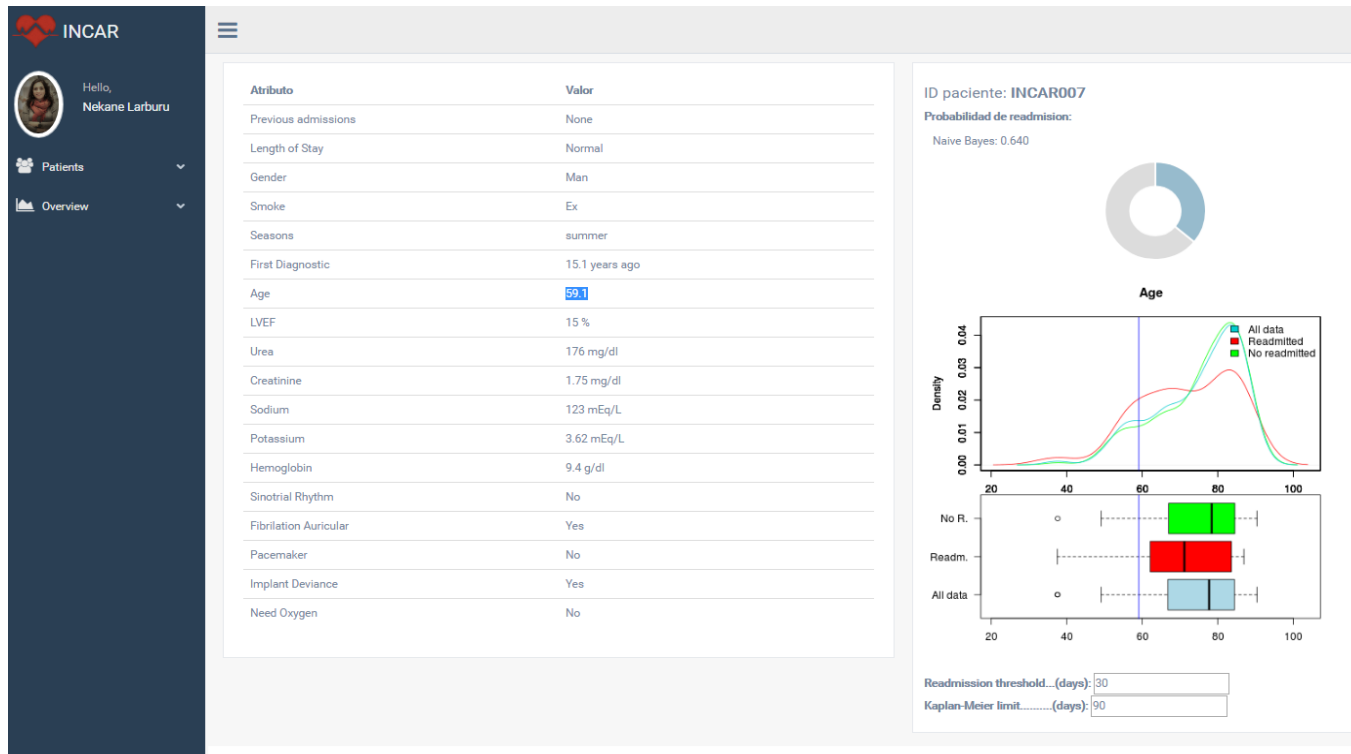 INCAR
Hello,
Nekane Larburu
Patients
Overview
Atributo Valor
Previous admissions None
Length of Stay Normal
Gender Man
Smoke Ex
Seasons summer
First Diagnostic 15.1 years ago
Age 59.1
LVEF 15 %
Urea 176 mg/dl
Creatinine 1.75 mg/dl
Sodium 123 mEq/L
Potassium 3.62 mEq/L
Hemoglobin 9.4 g/dl
Sinotrial Rhythm No
Fibrilation Auricular Yes
Pacemaker No
Implant Deviance Yes
Need Oxygen No
ID paciente: INCAR007
Probabilidad de readmision:
Naive Bayes: 0.640
Age
All data
Readmitted
No readmitted
Density
0.04
0.03
0.02
0.01
0.00
20 40 60 80 100
No R.
Readm.
All data
20 40 60 80 100
Readmission threshold...(days): 30
Kaplan-Meier limit..........(days): 90